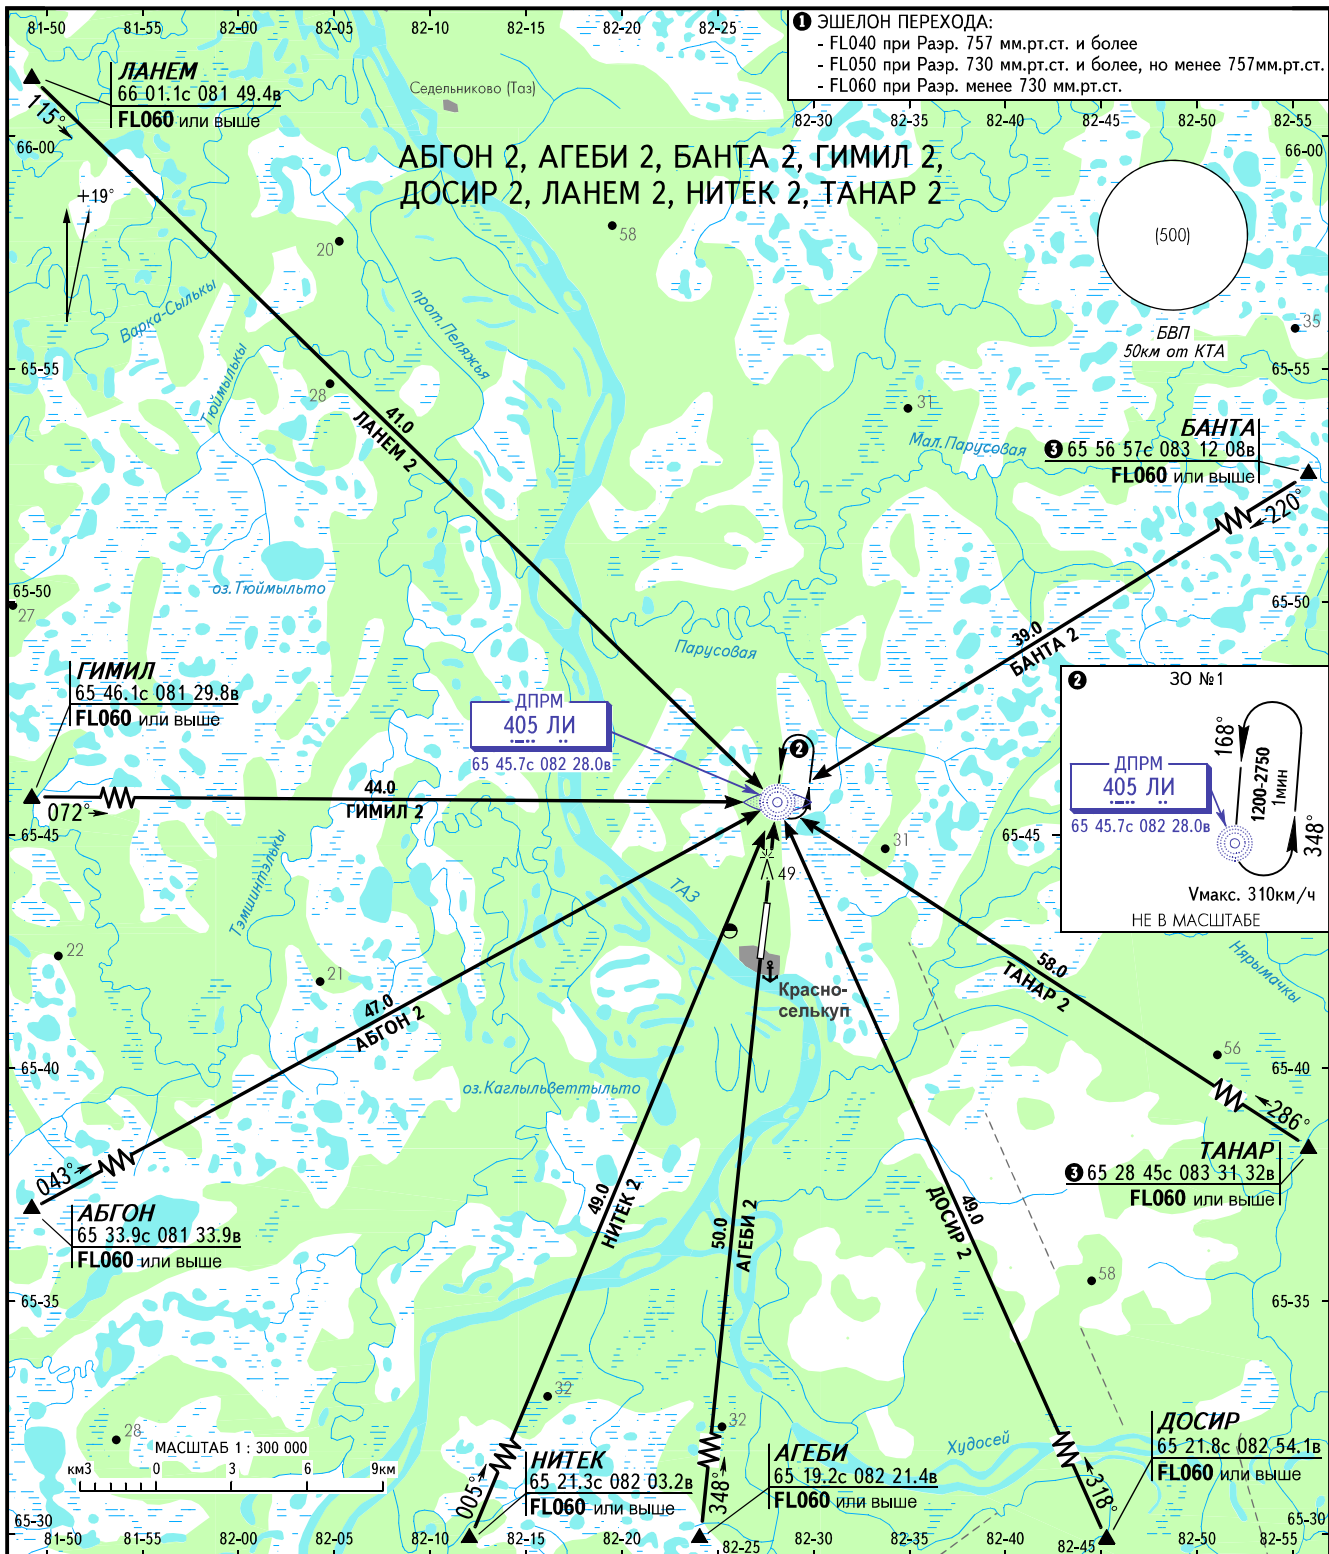 81-50
81-55
82-00
82-05
82-10
82-15
82-20
82-25
❶ ЭШЕЛОН ПЕРЕХОДА:
- FL040 при Раэр. 757 мм.рт.ст. и более
- FL050 при Раэр. 730 мм.рт.ст. и более, но менее 757мм.рт.ст.
- FL060 при Раэр. менее 730 мм.рт.ст.
82-30
82-35
82-40
82-45
82-50
82-55
ЛАНЕМ
66 01.1с 081 49.4в
FL060 или выше
115°
Седельниково (Таз)
66-00
66-00
АБГОН 2, АГЕБИ 2, БАНТА 2, ГИМИЛ 2,
ДОСИР 2, ЛАНЕМ 2, НИТЕК 2, ТАНАР 2
+19°
20
58
(500)
БВП
50км от КТА
35
Варка-Сылькы
прот.Пеляжья
Тюймылькы
65-55
65-55
28
31
41.0
ЛАНЕМ 2
Мал.Парусовая
БАНТА
❸ 65 56 57с 083 12 08в
FL060 или выше
220°
65-50
65-50
27
оз.Тюймыльто
Парусовая
39.0
БАНТА 2
ГИМИЛ
65 46.1с 081 29.8в
FL060 или выше
ДПРМ
405 ЛИ
65 45.7с 082 28.0в
❷
❷
ЗО №1
168°
1200-2750
1мин
348°
ДПРМ
405 ЛИ
65 45.7с 082 28.0в
Vмакс. 310км/ч
НЕ В МАСШТАБЕ
072°
44.0
ГИМИЛ 2
65-45
65-45
31
49
ТАЗ
Тэмшинтэлькы
22
21
Красно-
селькуп
58.0
ТАНАР 2
Нярымачкы
47.0
АБГОН 2
65-40
65-40
56
оз.Каглыльветтыльто
286°
ТАНАР
❸ 65 28 45с 083 31 32в
FL060 или выше
043°
АБГОН
65 33.9с 081 33.9в
FL060 или выше
49.0
НИТЕК 2
50.0
АГЕБИ 2
49.0
ДОСИР 2
58
65-35
65-35
32
32
28
МАСШТАБ 1 : 300 000
км3
0
3
6
9км
005°
НИТЕК
65 21.3с 082 03.2в
FL060 или выше
348°
АГЕБИ
65 19.2с 082 21.4в
FL060 или выше
Худосей
318°
ДОСИР
65 21.8с 082 54.1в
FL060 или выше
65-30
65-30
81-50
81-55
82-00
82-05
82-10
82-15
82-20
82-25
82-30
82-35
82-40
82-45
82-50
82-55